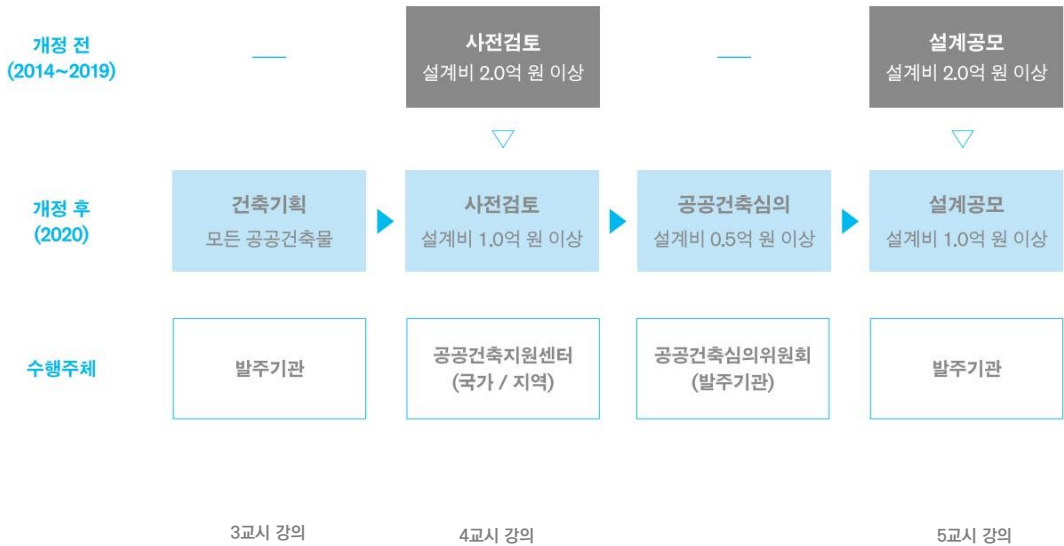 개정 전
(2014~2019)
—
사전검토
설계비 2.0억 원 이상
—
설계공모
설계비 2.0억 원 이상
개정 후
(2020)
건축기획
모든 공공건축물
사전검토
설계비 1.0억 원 이상
공공건축심의
설계비 0.5억 원 이상
설계공모
설계비 1.0억 원 이상
수행주체
발주기관
공공건축지원센터
(국가 / 지역)
공공건축심의위원회
(발주기관)
발주기관
3교시 강의
4교시 강의
5교시 강의